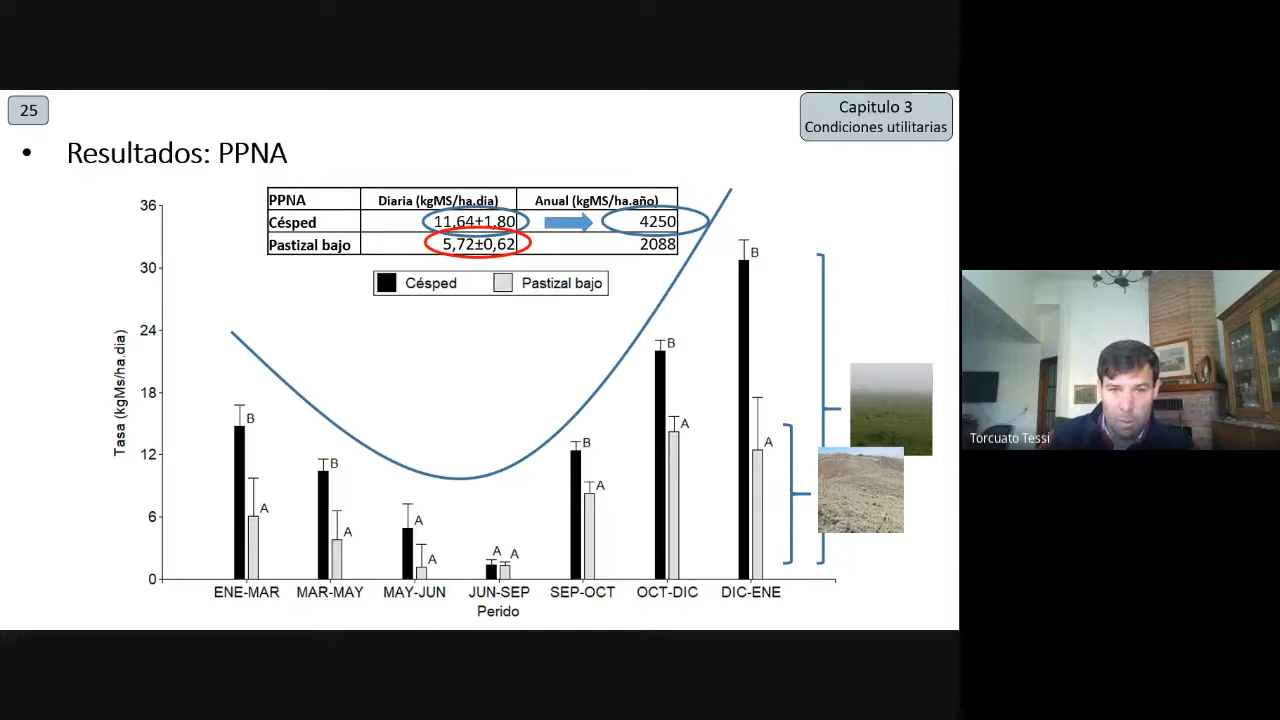 25
Capitulo 3
Condiciones utilitarias
• Resultados: PPNA
PPNA Diaria (kgMS/ha.dia) Anual (kgMS/ha.año)
Césped 11,64±1,80 4250
Pastizal bajo 5,72±0,62 2088
Césped Pastizal bajo
Tasa (kgMs/ha.dia)
36
30
24
18
12
6
0
B A
B A
A A
A A
B A
B A
B A
ENE-MAR MAR-MAY MAY-JUN JUN-SEP SEP-OCT OCT-DIC DIC-ENE
Perido
Torcuato Tessi